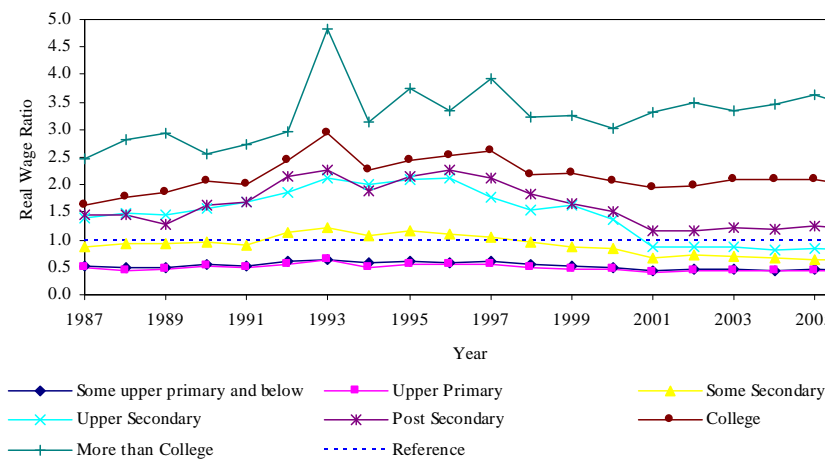 5.0
4.5
4.0
3.5
3.0
2.5
2.0
1.5
1.0
0.5
0.0
Real Wage Ratio
1987 1989 1991 1993 1995 1997 1999 2001 2003
Year
Some upper primary and below Upper Primary Some Secondary
Upper Secondary Post Secondary College
More than College Reference